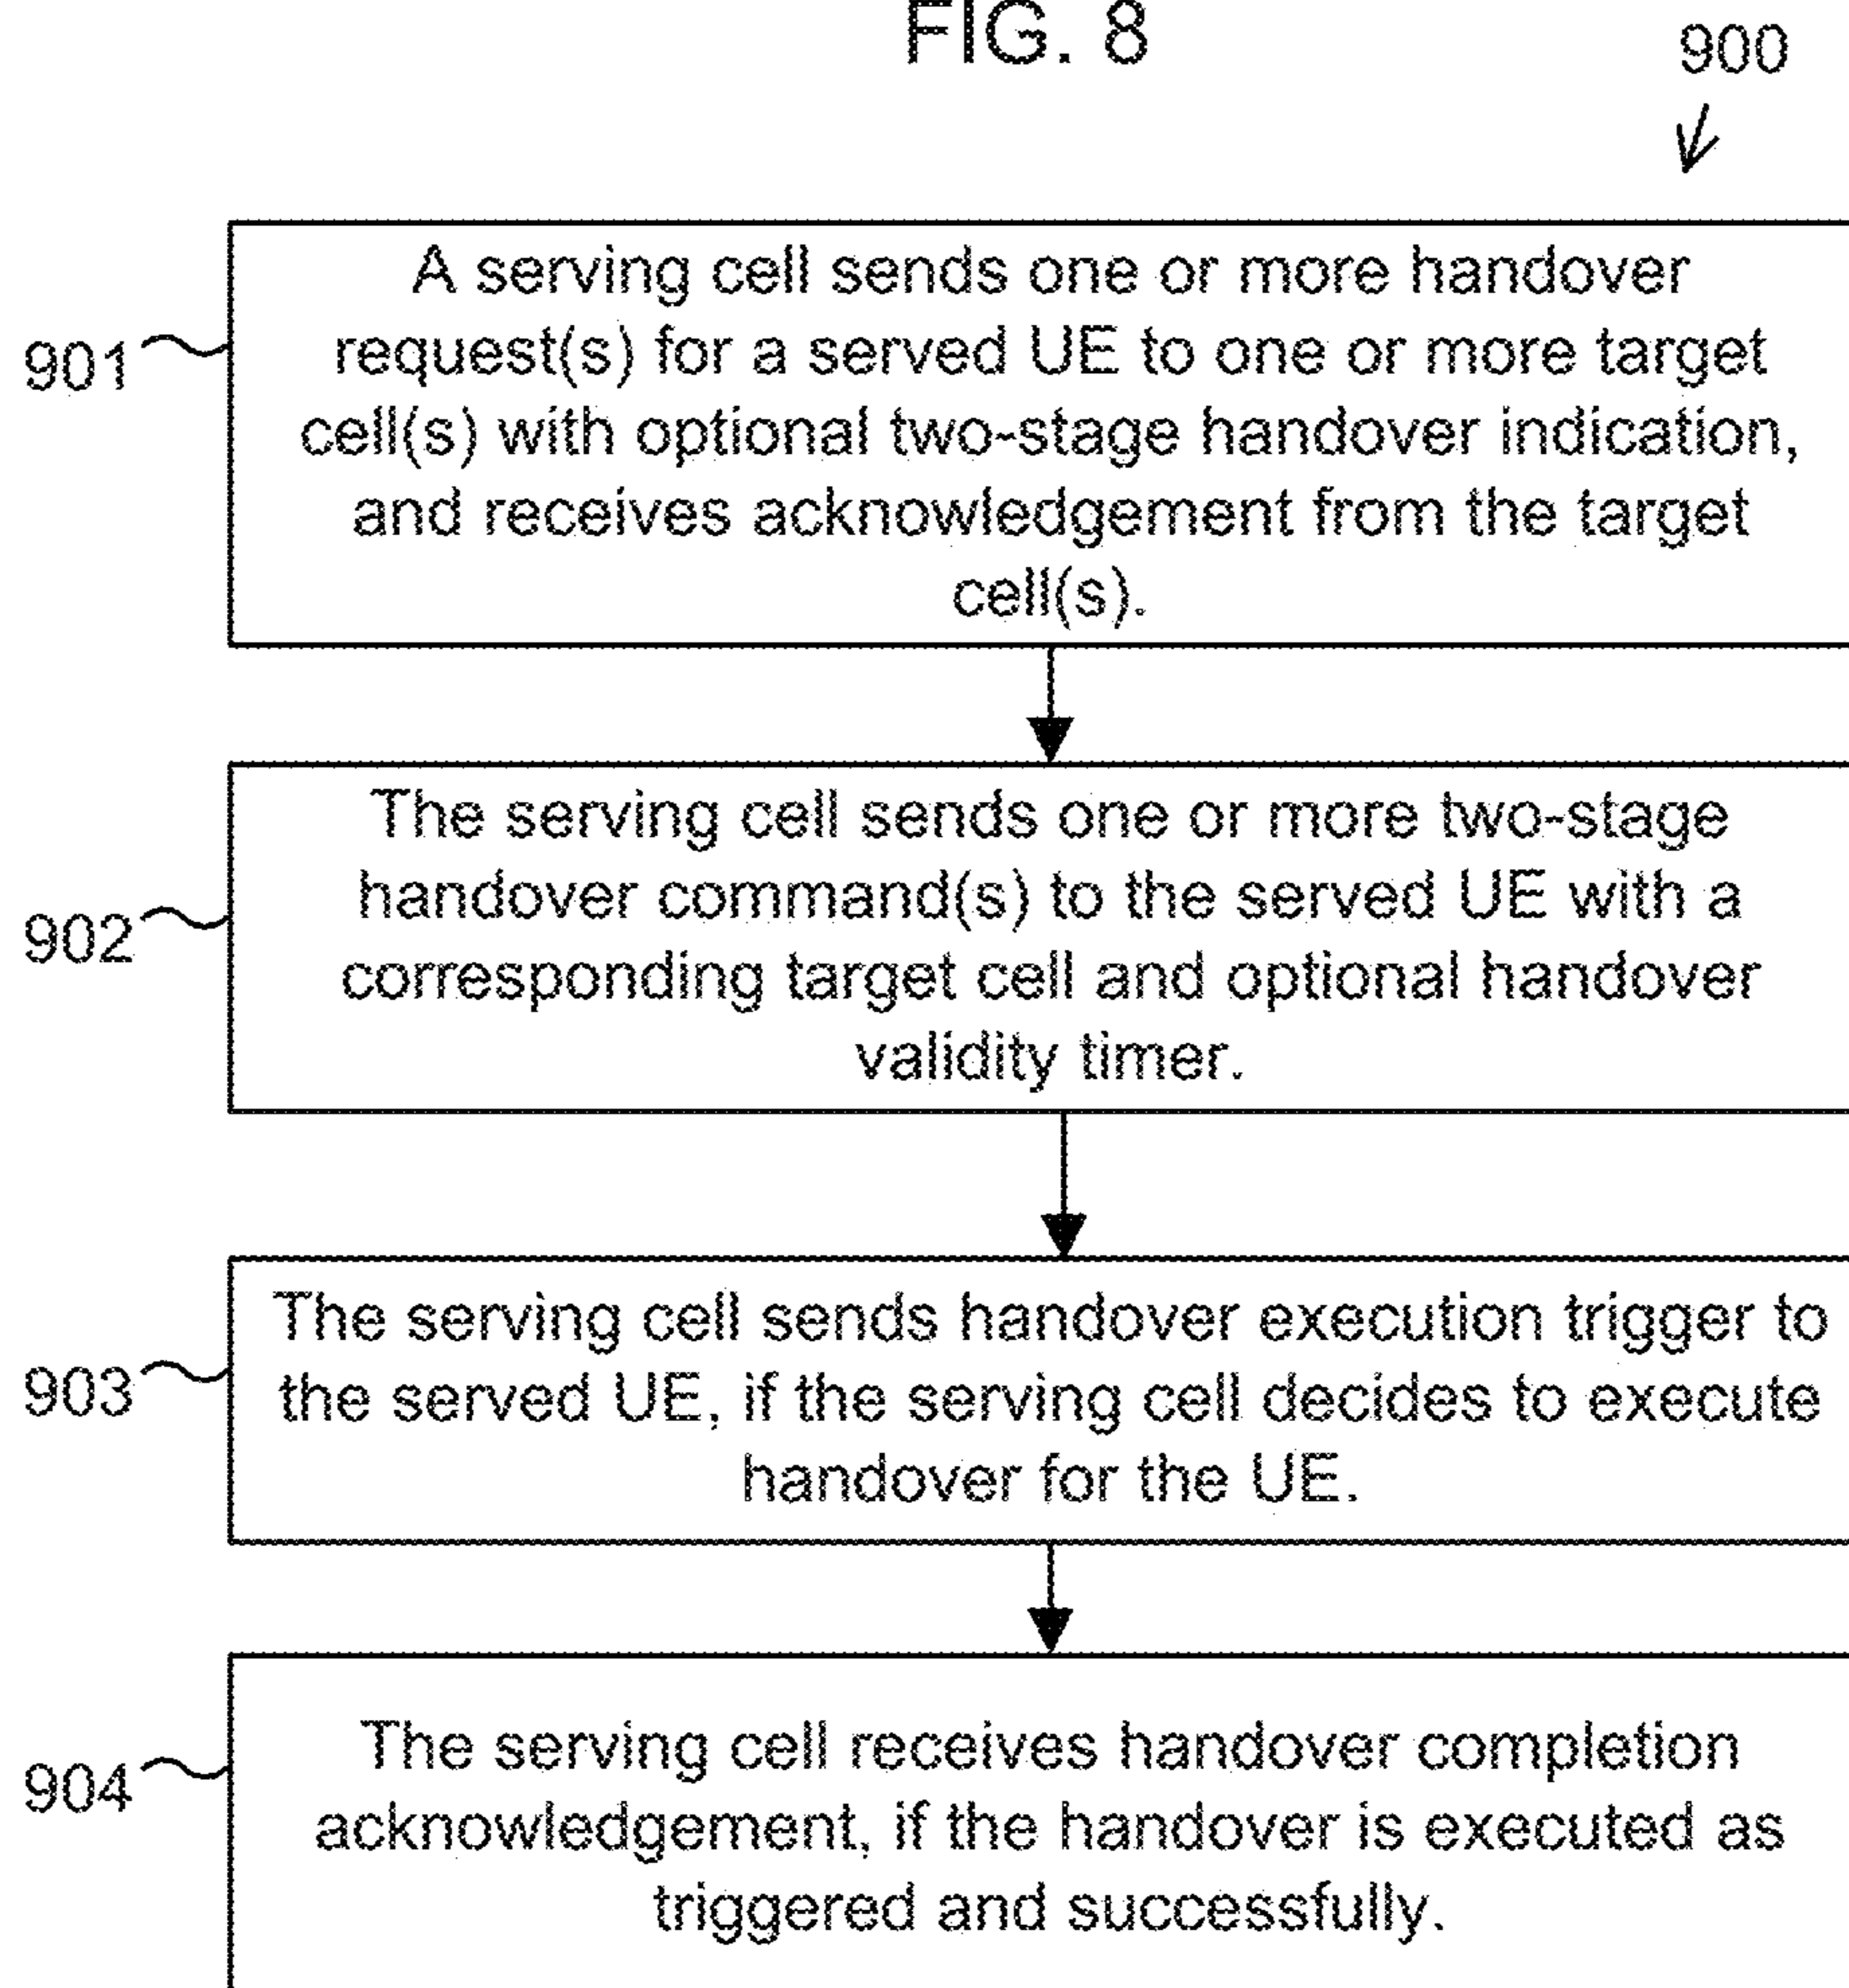 FIG. 8
900
A serving cell sends one or more handover
request(s) for a served UE to one or more target
cell(s) with optional two-stage handover indication,
and receives acknowledgement from the target
cell(s).
901
The serving cell sends one or more two-stage
handover command(s) to the served UE with a
corresponding target cell and optional handover
validity timer.
902
The serving cell sends handover execution trigger to
the served UE, if the serving cell decides to execute
handover for the UE.
903
The serving cell receives handover completion
acknowledgement, if the handover is executed as
triggered and successfully.
904